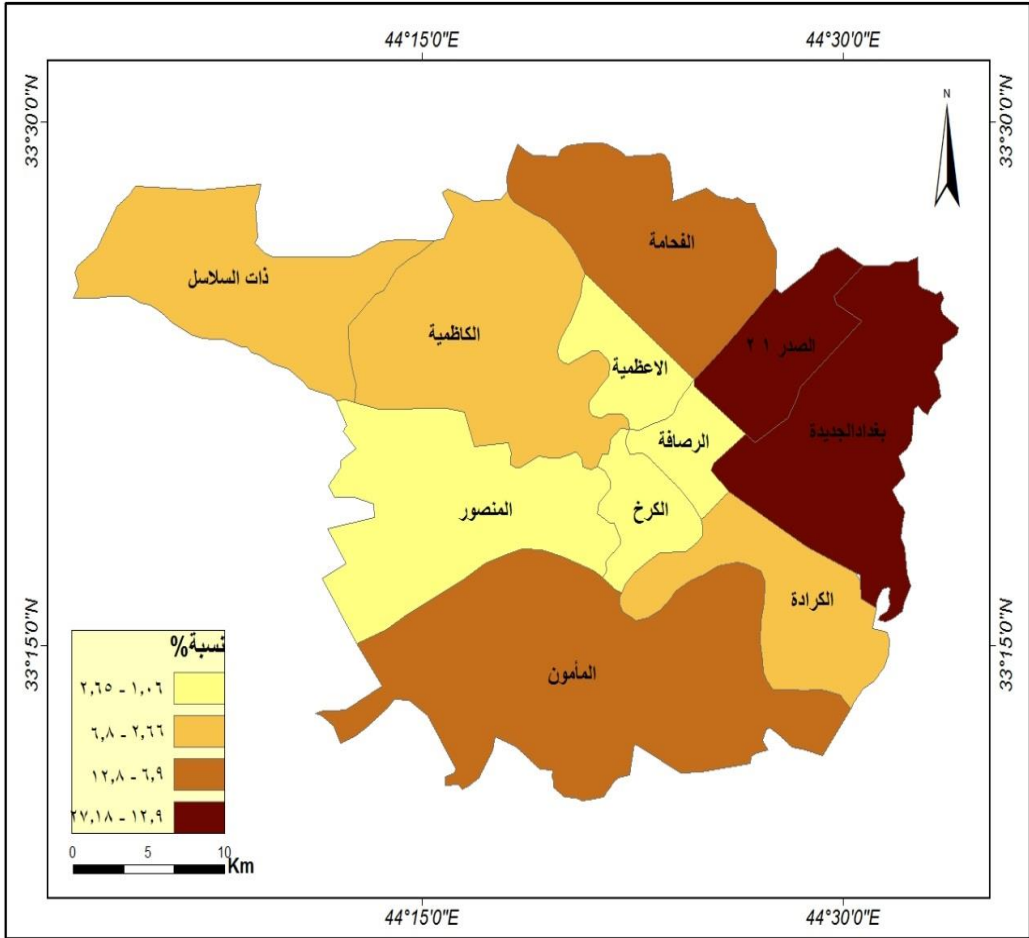 44°15'0"E
44°30'0"E
33°30'0"N
33°30'0"N
N
الفحامة
ذات السلاسل
الكاظمية
الصدر ١ ٢
الاعظمية
بغدادالجديدة
الرصافة
المنصور
الكرخ
الكرادة
المأمون
33°15'0"N
33°15'0"N
نسبة%
١,٠٦ - ٢,٦٥
٢,٦٦ - ٦,٨
٦,٩ - ١٢,٨
١٢,٩ - ٢٧,١٨
0 5 10
Km
44°15'0"E
44°30'0"E